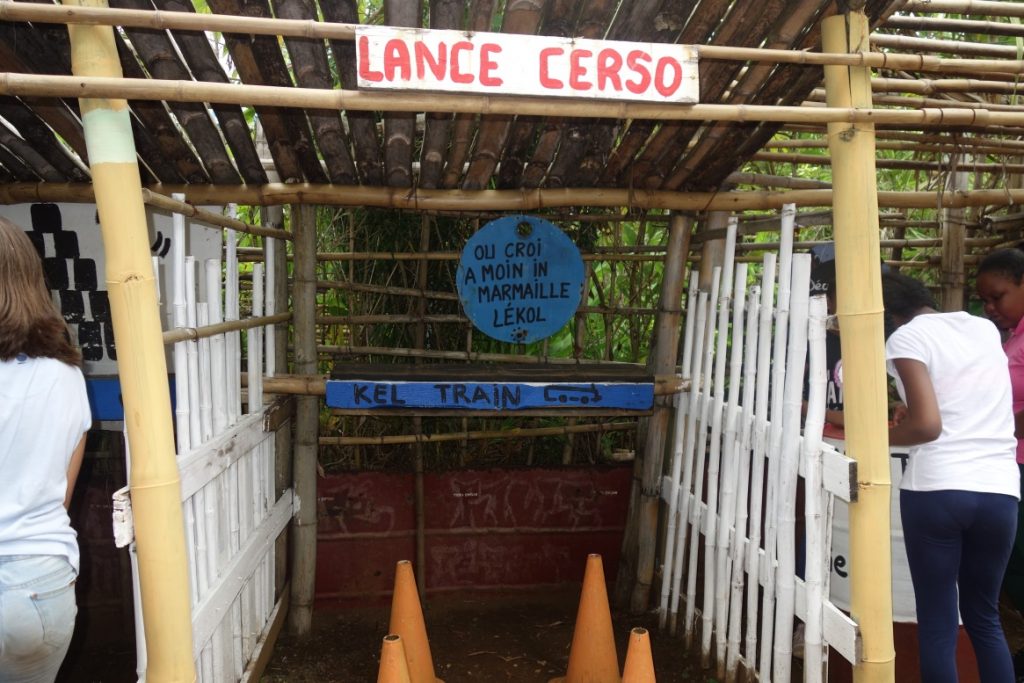 LANCE CERSO
OU CROI
A MOIN IN
MARMAILLE
LÉKOL
KEL TRAIN